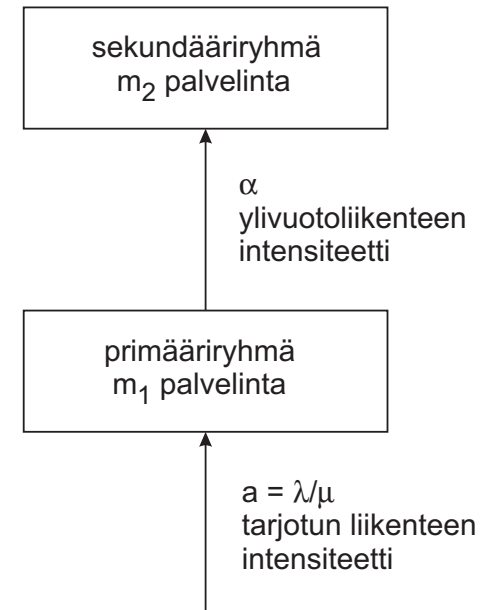 sekundääriryhmä
m₂ palvelinta
α
ylivuotoliikenteen
intensiteetti
primääriryhmä
m₁ palvelinta
a = λ/μ
tarjotun liikenteen
intensiteetti